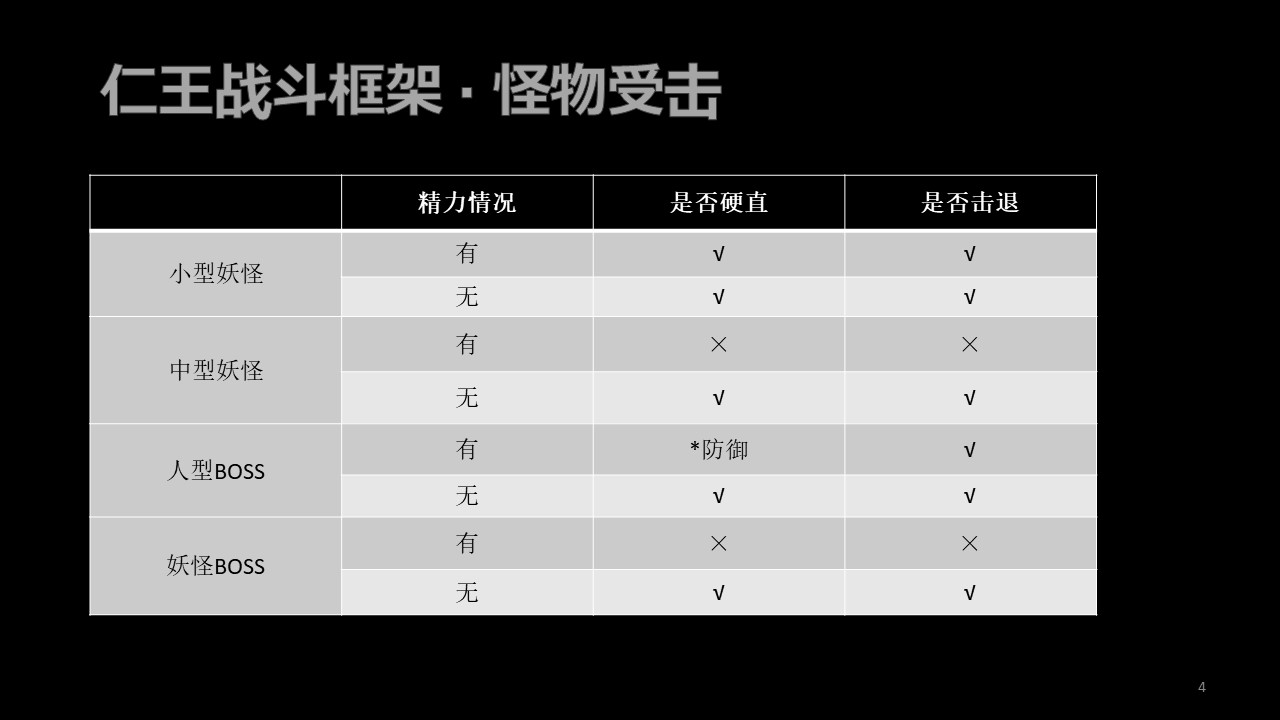 仁王战斗框架·怪物受击
精力情况 是否硬直 是否击退
小型妖怪 有 √ √
无 √ √
中型妖怪 有 × ×
无 √ √
人型BOSS 有 *防御 √
无 √ √
妖怪BOSS 有 × ×
无 √ √
4